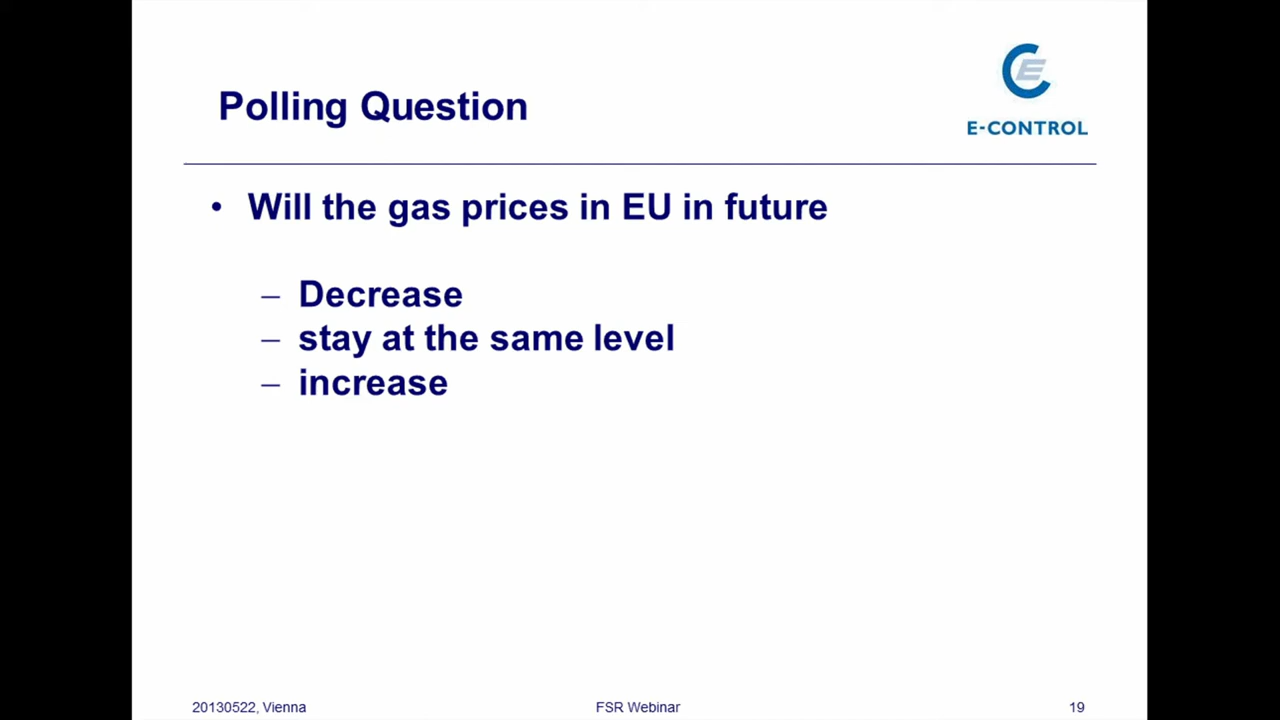 Polling Question
E-CONTROL
• Will the gas prices in EU in future
– Decrease
– stay at the same level
– increase
20130522, Vienna
FSR Webinar
19